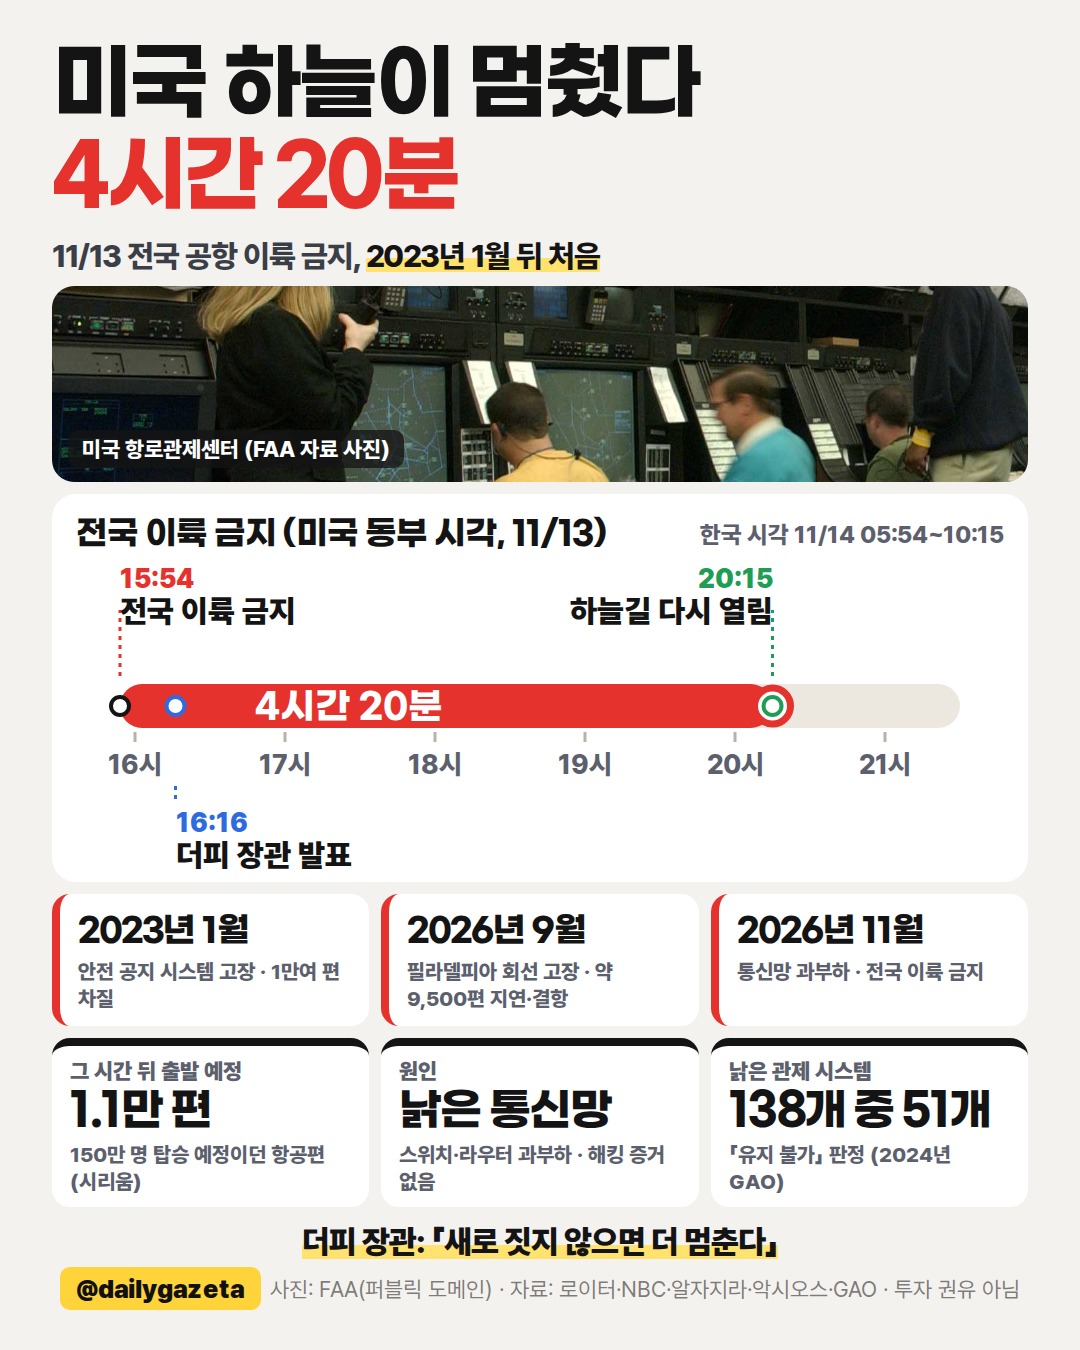 미국 하늘이 멈췄다
4시간 20분
11/13 전국 공항 이륙 금지, 2023년 1월 뒤 처음
미국 항로관제센터 (FAA 자료 사진)
전국 이륙 금지 (미국 동부 시각, 11/13)
한국 시각 11/14 05:54~10:15
15:54
전국 이륙 금지
20:15
하늘길 다시 열림
4시간 20분
16시 17시 18시 19시 20시 21시
16:16
더피 장관 발표
2023년 1월
안전 공지 시스템 고장 · 1만여 편
차질
2026년 9월
필라델피아 회선 고장 · 약
9,500편 지연·결항
2026년 11월
통신망 과부하 · 전국 이륙 금지
그 시간 뒤 출발 예정
1.1만 편
150만 명 탑승 예정이던 항공편
(시리움)
원인
낡은 통신망
스위치·라우터 과부하 · 해킹 증거
없음
낡은 관제 시스템
138개 중 51개
「유지 불가」 판정 (2024년
GAO)
더피 장관: 「새로 짓지 않으면 더 멈춘다」
@dailygazeta
사진: FAA(퍼블릭 도메인) · 자료: 로이터·NBC·알자지라·악시오스·GAO · 투자 권유 아님